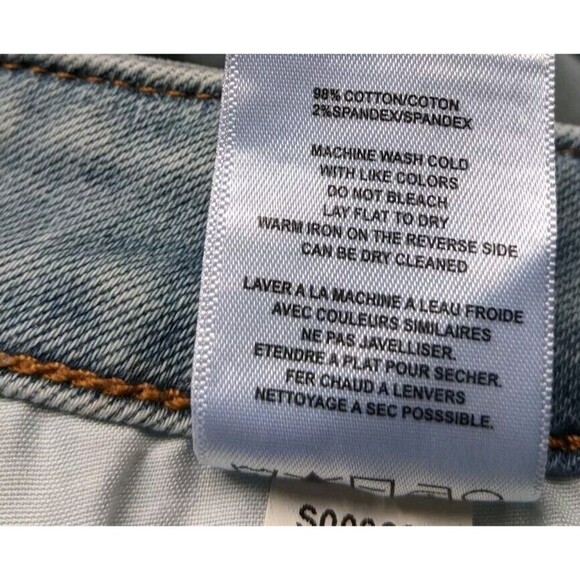 98% COTTON/COTON
2%SPANDEX/SPANDEX
MACHINE WASH COLD
WITH LIKE COLORS
DO NOT BLEACH
LAY FLAT TO DRY
WARM IRON ON THE REVERSE SIDE
CAN BE DRY CLEANED
LAVER A LA MACHINE A LEAU FROIDE
AVEC COULEURS SIMILAIRES
NE PAS JAVELLISER.
ETENDRE A PLAT POUR SECHER.
FER CHAUD A LENVERS
NETTOYAGE A SEC POSSSIBLE.